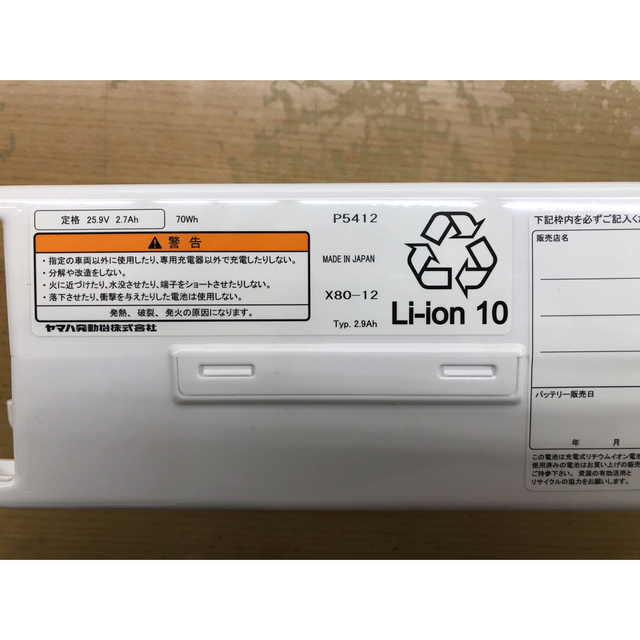 定格 25.9V 2.7Ah 70Wh
警告
・指定の車両以外に使用したり、専用充電器以外で充電したりしない。
・分解や改造をしない。
・火に近づけたり、水没させたり、端子をショートさせたりしない。
・落下させたり、衝撃を与えたりした電池は使用しない。
発熱、破裂、発火の原因になります。
ヤマハ発動機株式会社
P5412
MADE IN JAPAN
X80-12
Typ. 2.9Ah
Li-ion 10
下記枠内を必ずご記入くだ
販売店名
バッテリー販売日
年 月
この電池は充電式リチウムイオン電池
使用済みの電池はお買い上げの販売
ご持参下さい。資源の有効活用と
リサイクルの協力をお願い